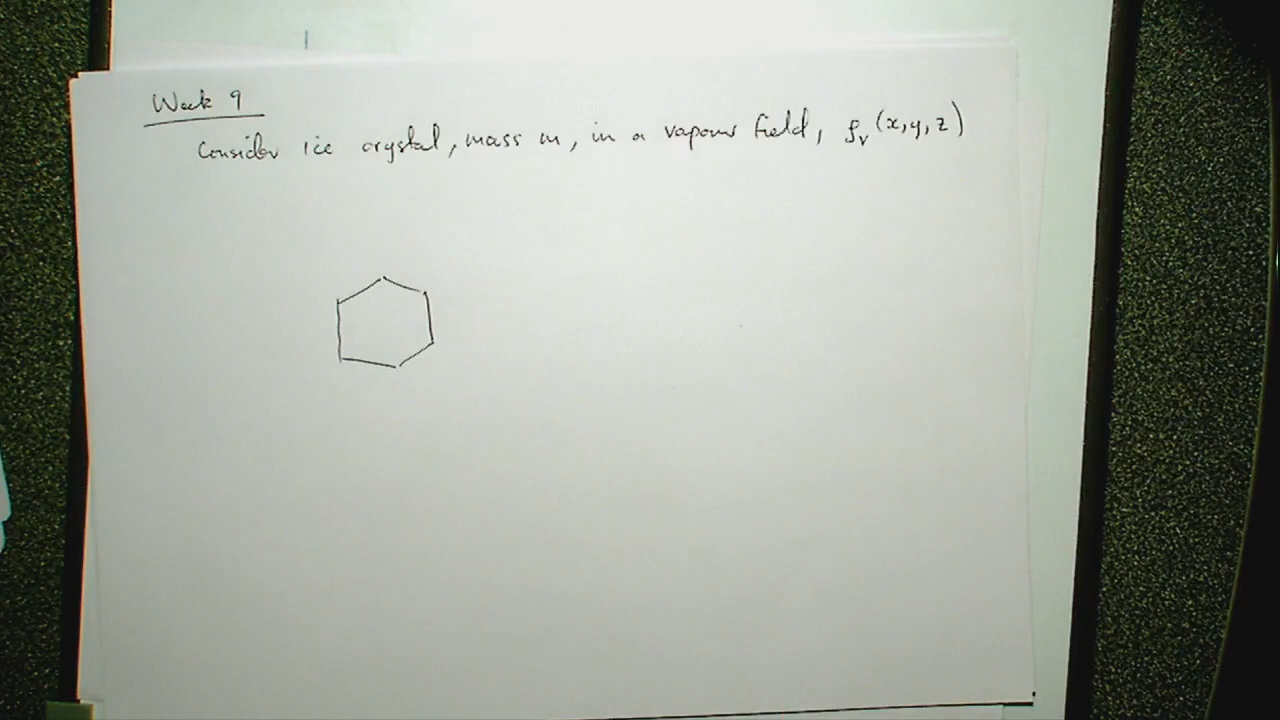 Week 9
Consider ice crystal, mass m, in a vapour field, ρᵥ(x,y,z)